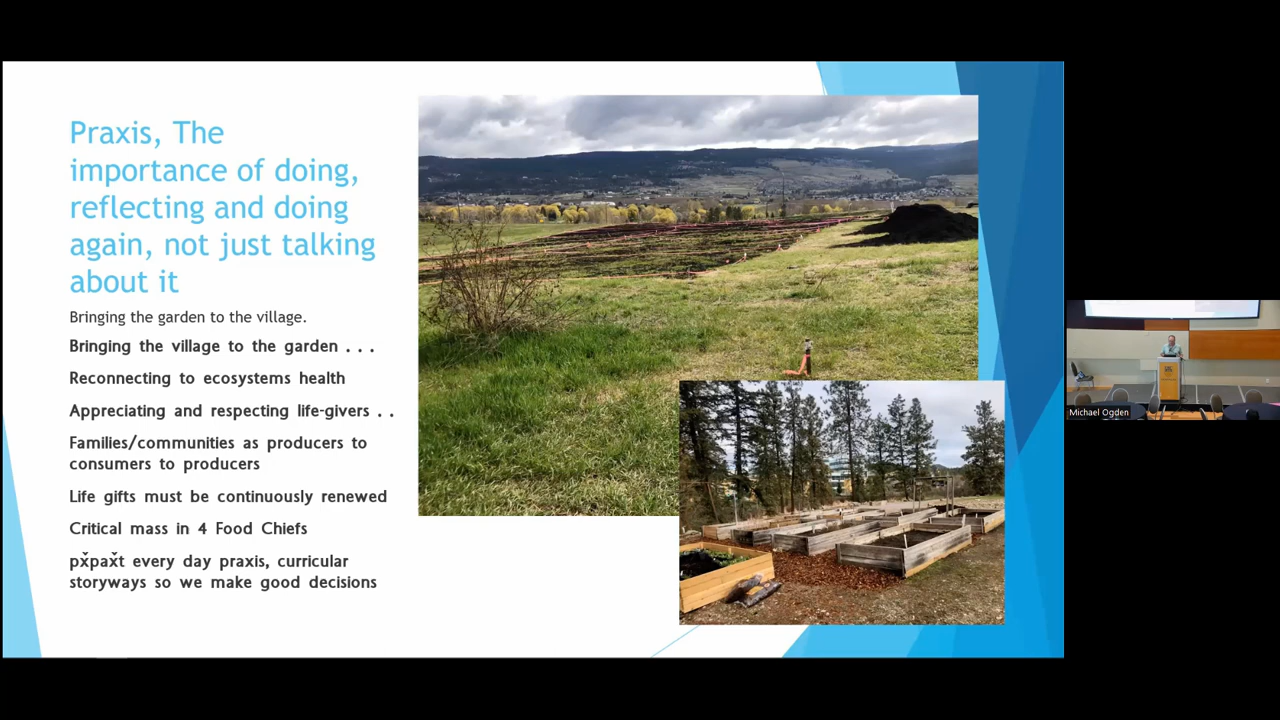 Praxis, The
importance of doing,
reflecting and doing
again, not just talking
about it
Bringing the garden to the village.
Bringing the village to the garden . . .
Reconnecting to ecosystems health
Appreciating and respecting life-givers . .
Families/communities as producers to
consumers to producers
Life gifts must be continuously renewed
Critical mass in 4 Food Chiefs
px̌pax̌t every day praxis, curricular
storyways so we make good decisions
Michael Ogden